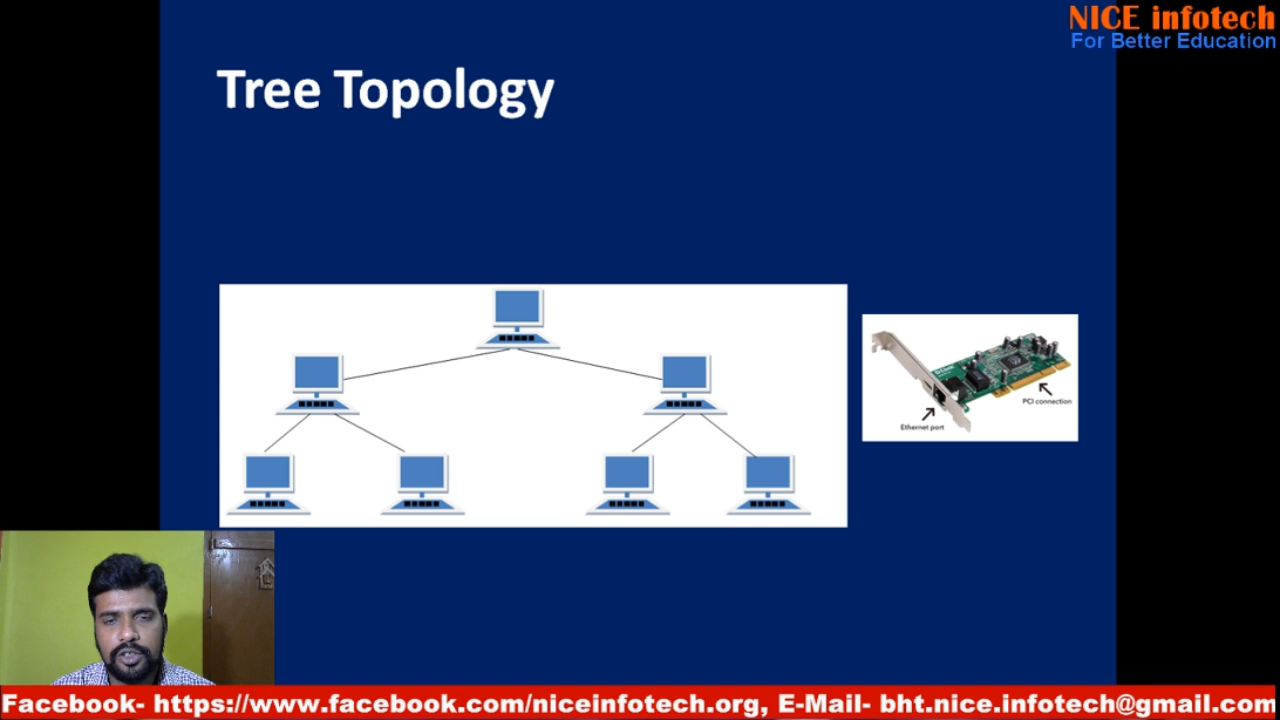 NICE infotech
For Better Education
Tree Topology
PCI connection
Ethernet port
Facebook- https://www.facebook.com/niceinfotech.org, E-Mail- bht.nice.infotech@gmail.com